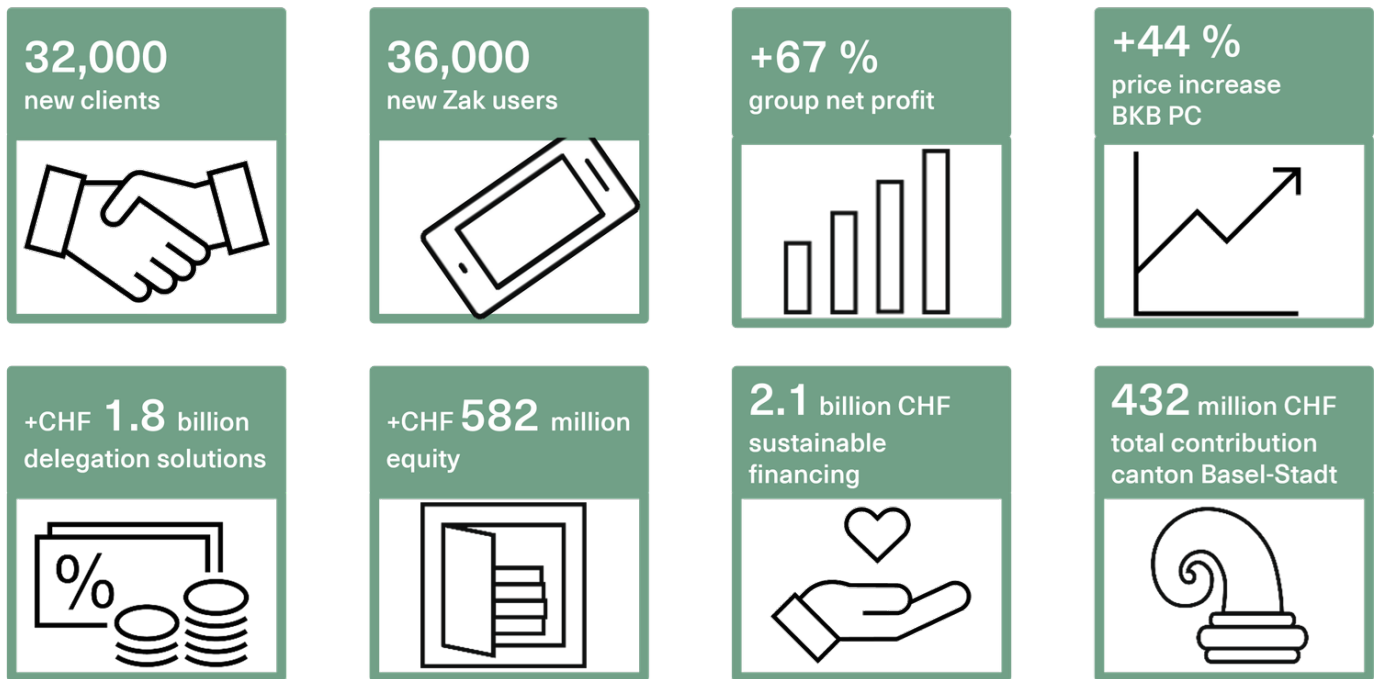 32,000
new clients
36,000
new Zak users
+67 %
group net profit
+44 %
price increase
BKB PC
+CHF 1.8 billion
delegation solutions
%
+CHF 582 million
equity
2.1 billion CHF
sustainable
financing
432 million CHF
total contribution
canton Basel-Stadt